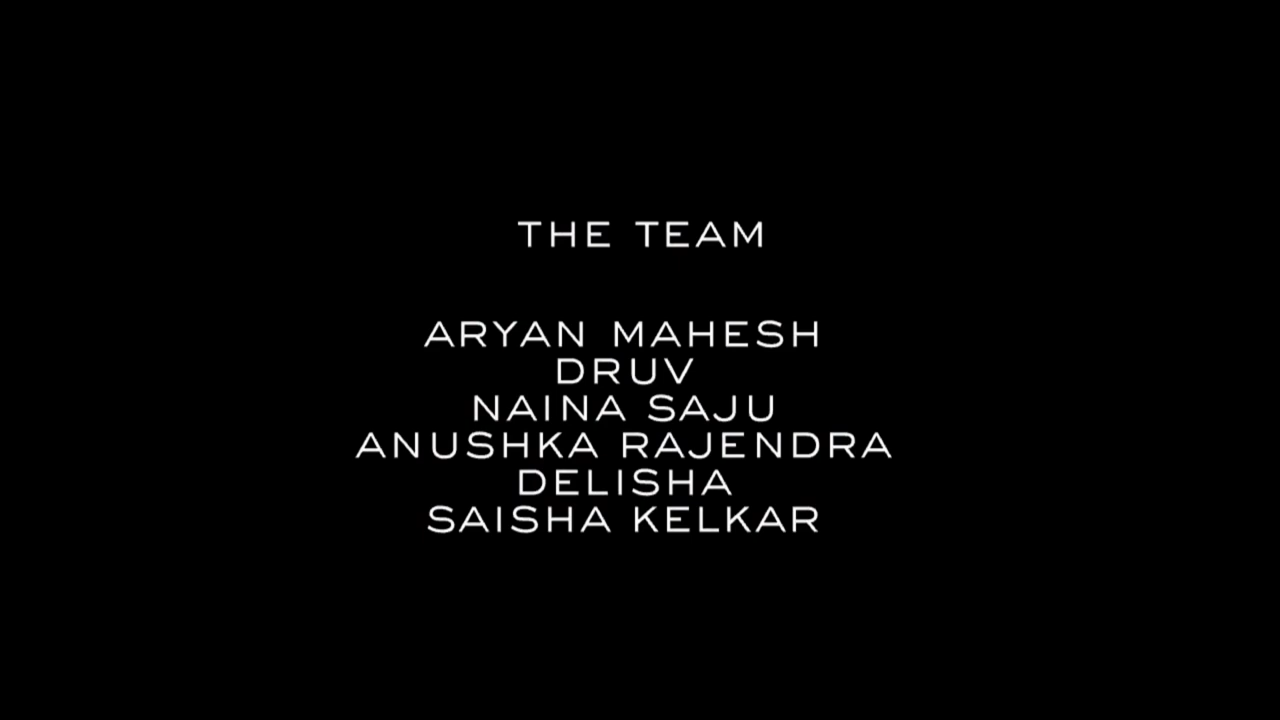 THE TEAM
ARYAN MAHESH
DRUV
NAINA SAJU
ANUSHKA RAJENDRA
DELISHA
SAISHA KELKAR